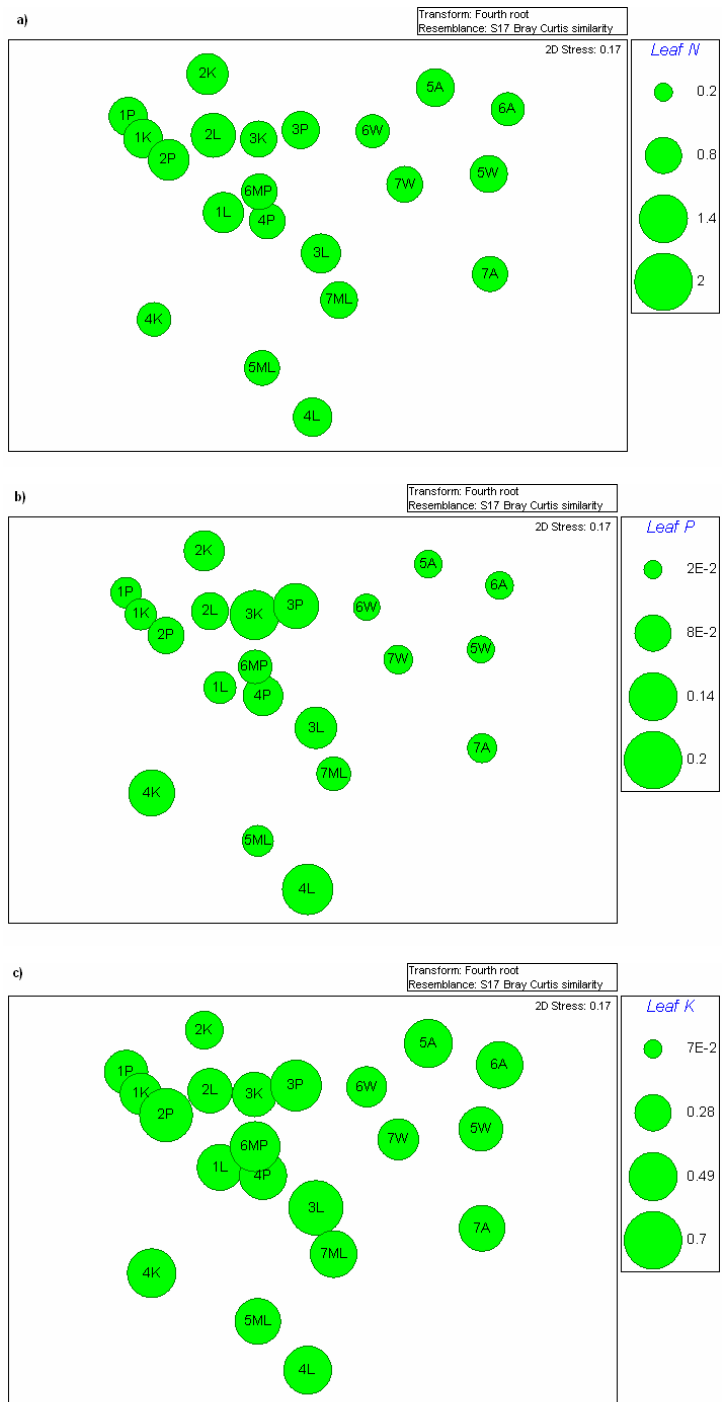 a)
Transform: Fourth root
Resemblance: S17 Bray Curtis similarity
2D Stress: 0.17
Leaf N
0.2
0.8
1.4
2
2K
5A
6A
1P
1K
2P
2L
3K
3P
6W
5W
7W
6MP
1L
4P
3L
7A
7ML
4K
5ML
4L
b)
Transform: Fourth root
Resemblance: S17 Bray Curtis similarity
2D Stress: 0.17
Leaf P
2E-2
8E-2
0.14
0.2
2K
5A
6A
1P
1K
2P
2L
3K
3P
6W
5W
7W
6MP
1L
4P
3L
7A
7ML
4K
5ML
4L
c)
Transform: Fourth root
Resemblance: S17 Bray Curtis similarity
2D Stress: 0.17
Leaf K
7E-2
0.28
0.49
0.7
2K
5A
6A
1P
1K
2P
2L
3K
3P
6W
5W
7W
6MP
1L
4P
3L
7A
7ML
4K
5ML
4L